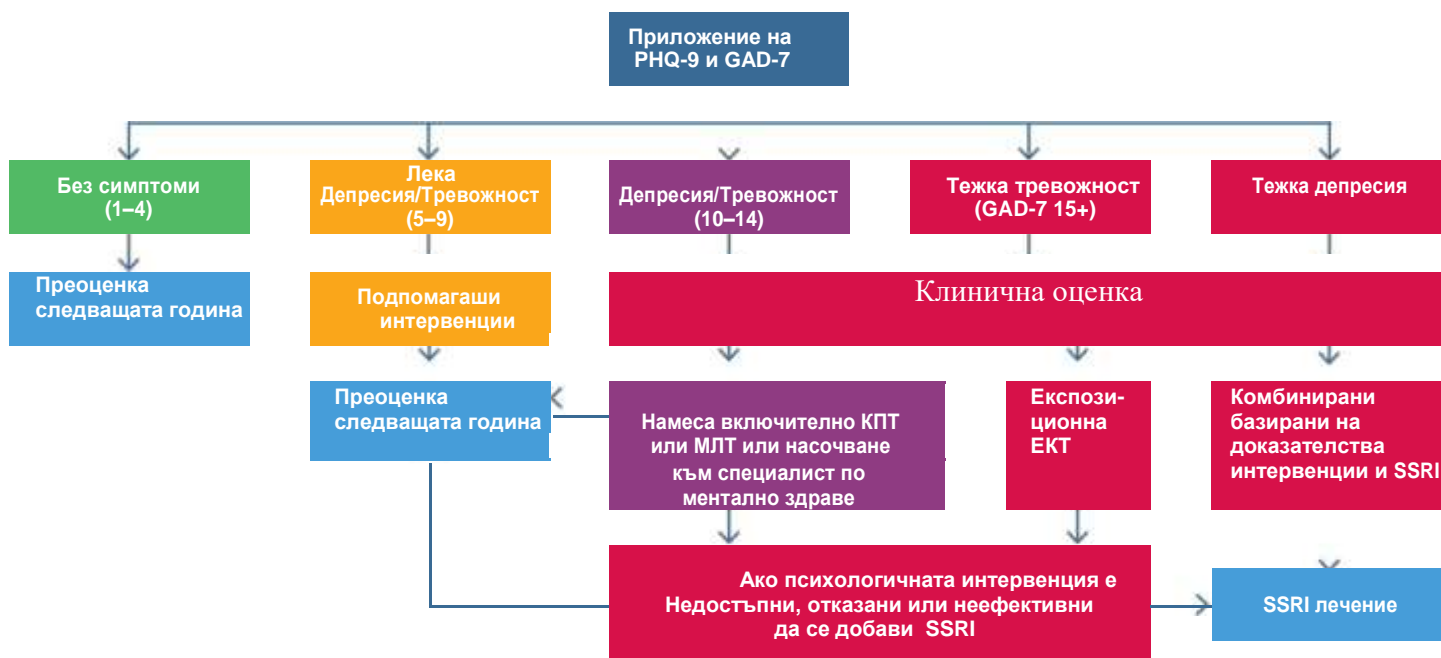 Приложение на
PHQ-9 и GAD-7
Без симптоми
(1–4)
Лека
Депресия/Тревожност
(5–9)
Депресия/Тревожност
(10–14)
Тежка тревожност
(GAD-7 15+)
Тежка депресия
Преоценка
следващата година
Подпомагаши
интервенции
Клинична оценка
Преоценка
следващата година
Намеса включително КПТ
или МЛТ или насочване
към специалист по
ментално здраве
Експози-
ционна
ЕКТ
Комбинирани
базирани на
доказателства
интервенции и SSRI
Ако психологичната интервенция е
Недостъпни, отказани или неефективни
да се добави SSRI
SSRI лечение